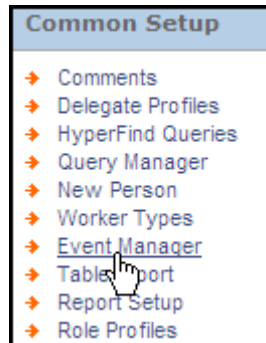 Common Setup
Comments
Delegate Profiles
HyperFind Queries
Query Manager
New Person
Worker Types
Event Manager
Table
Report Setup
Role Profiles